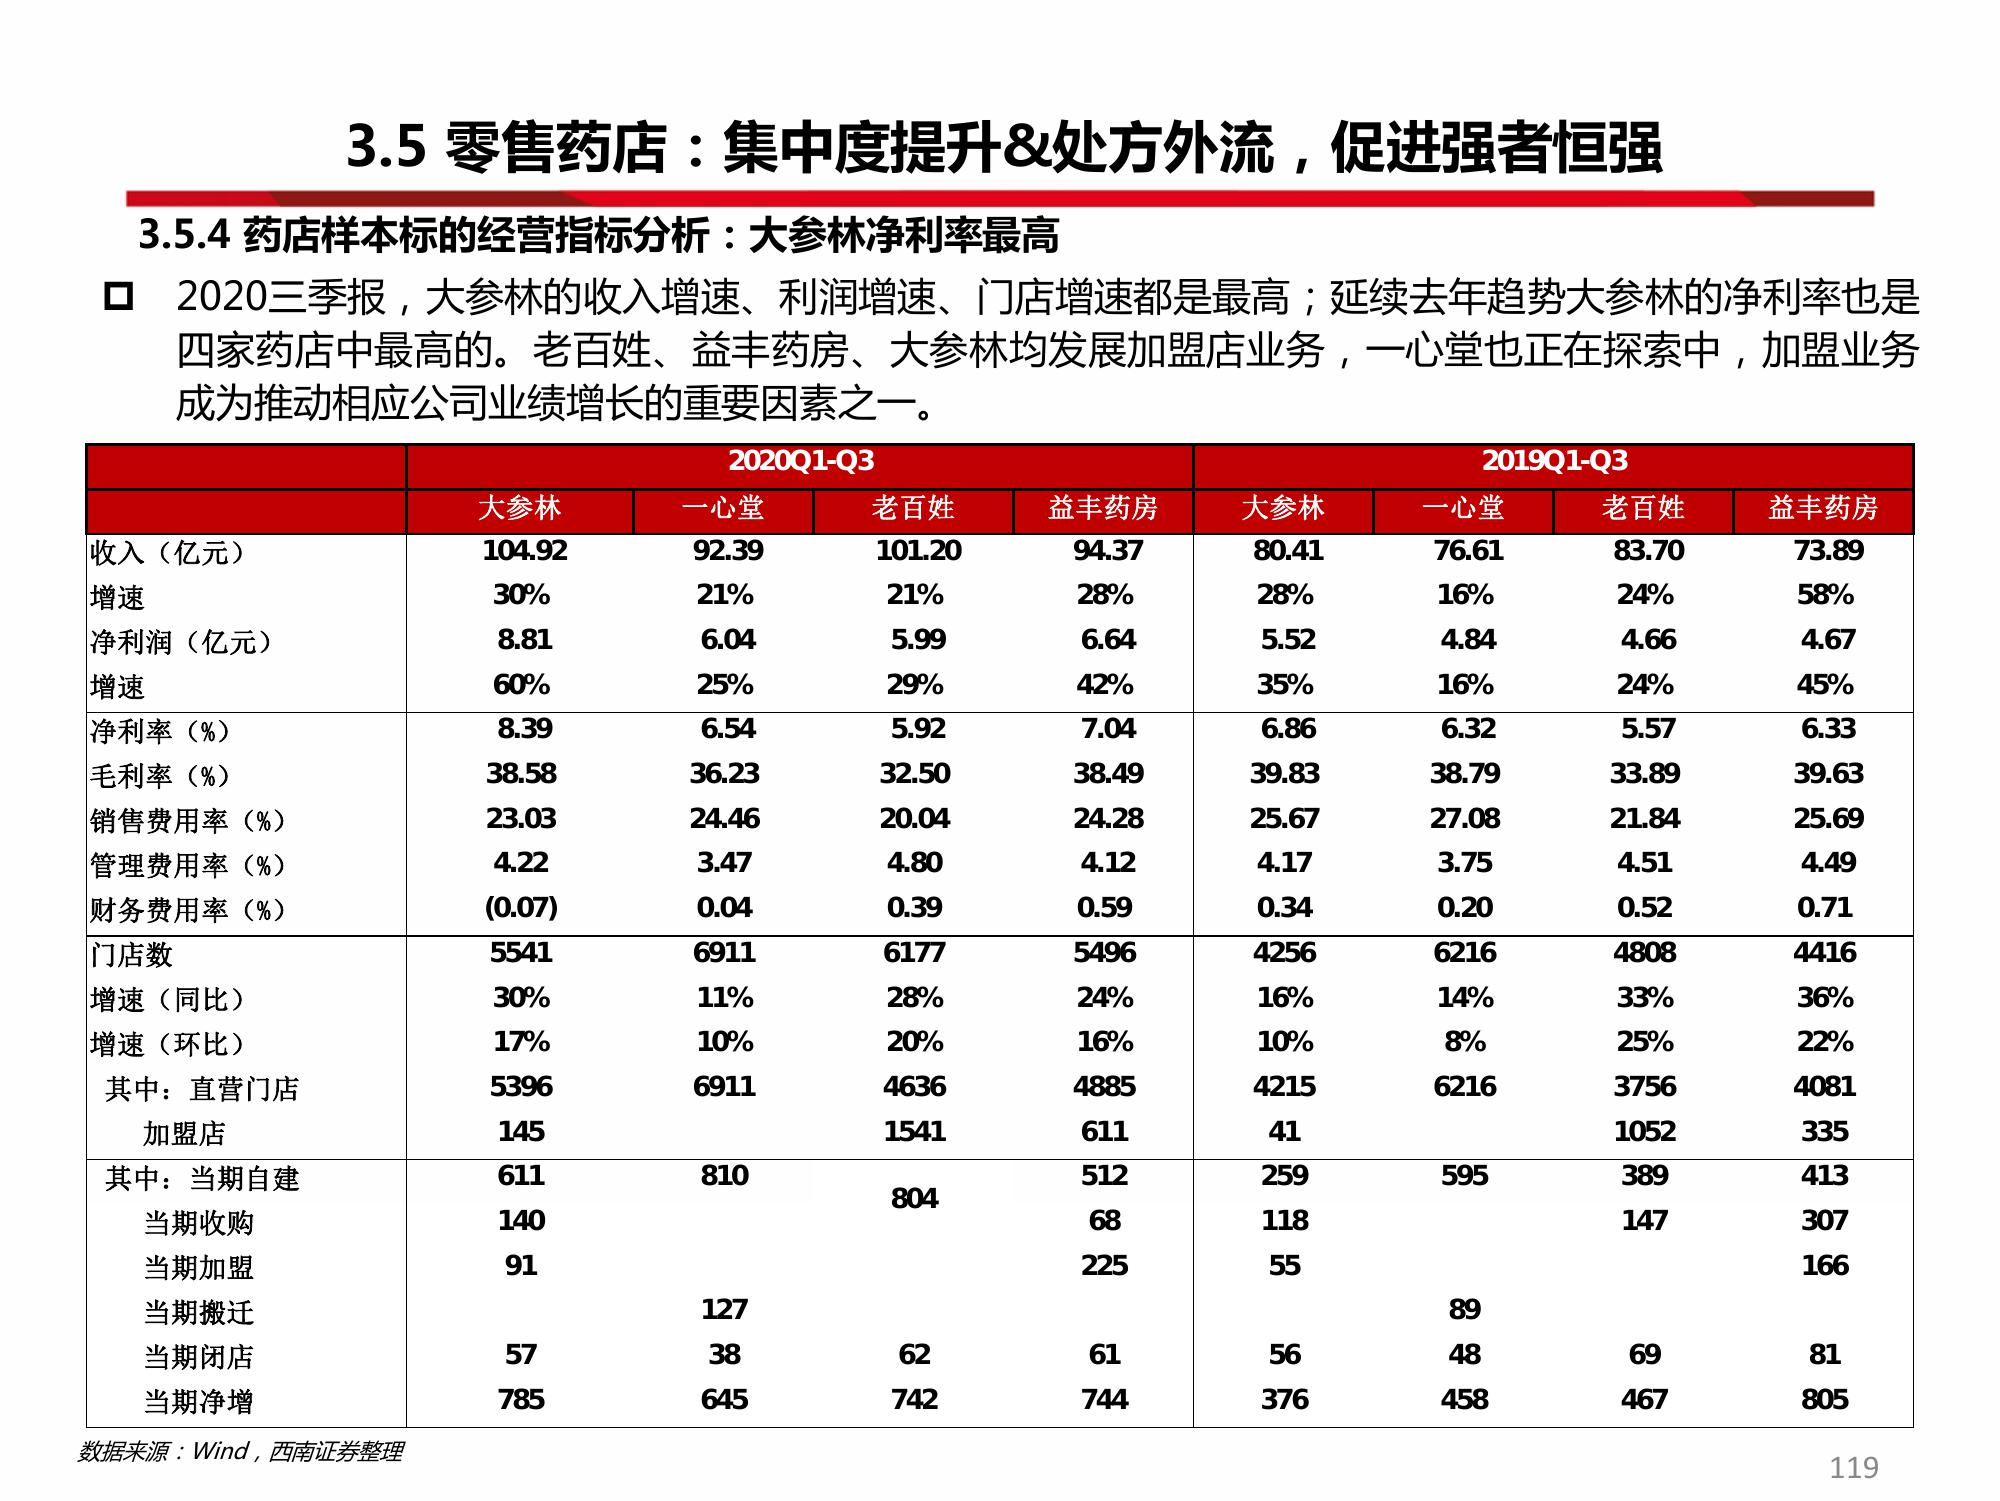 3.5 零售药店：集中度提升&处方外流，促进强者恒强
3.5.4 药店样本标的经营指标分析：大参林净利率最高
2020三季报，大参林的收入增速、利润增速、门店增速都是最高；延续去年趋势大参林的净利率也是
四家药店中最高的。老百姓、益丰药房、大参林均发展加盟店业务，一心堂也正在探索中，加盟业务
成为推动相应公司业绩增长的重要因素之一。
2020Q1-Q3 2019Q1-Q3
大参林 一心堂 老百姓 益丰药房 大参林 一心堂 老百姓 益丰药房
收入（亿元） 104.92 92.39 101.20 94.37 80.41 76.61 83.70 73.89
增速 30% 21% 21% 28% 28% 16% 24% 58%
净利润（亿元） 8.81 6.04 5.99 6.64 5.52 4.84 4.66 4.67
增速 60% 25% 29% 42% 35% 16% 24% 45%
净利率（%） 8.39 6.54 5.92 7.04 6.86 6.32 5.57 6.33
毛利率（%） 38.58 36.23 32.50 38.49 39.83 38.79 33.89 39.63
销售费用率（%） 23.03 24.46 20.04 24.28 25.67 27.08 21.84 25.69
管理费用率（%） 4.22 3.47 4.80 4.12 4.17 3.75 4.51 4.49
财务费用率（%） (0.07) 0.04 0.39 0.59 0.34 0.20 0.52 0.71
门店数 5541 6911 6177 5496 4256 6216 4808 4416
增速（同比） 30% 11% 28% 24% 16% 14% 33% 36%
增速（环比） 17% 10% 20% 16% 10% 8% 25% 22%
其中：直营门店 5396 6911 4636 4885 4215 6216 3756 4081
加盟店 145 1541 611 41 1052 335
其中：当期自建 611 810 804 512 259 595 389 413
当期收购 140 68 118 147 307
当期加盟 91 225 55 166
当期搬迁 127 89
当期闭店 57 38 62 61 56 48 69 81
当期净增 785 645 742 744 376 458 467 805
数据来源：Wind，西南证券整理
119